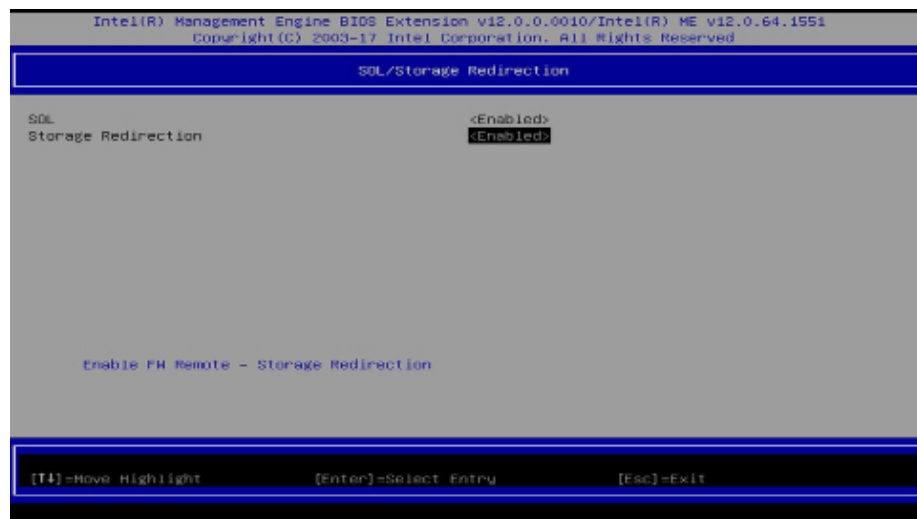 Intel(R) Management Engine BIOS Extension v12.0.0.0010/Intel(R) ME v12.0.64.1551
Copyright(C) 2003-17 Intel Corporation. All Rights Reserved
SOL/Storage Redirection
SOL <Enabled>
Storage Redirection <Enabled>
Enable FW Remote - Storage Redirection
[↑↓]=Move Highlight [Enter]=Select Entry [Esc]=Exit